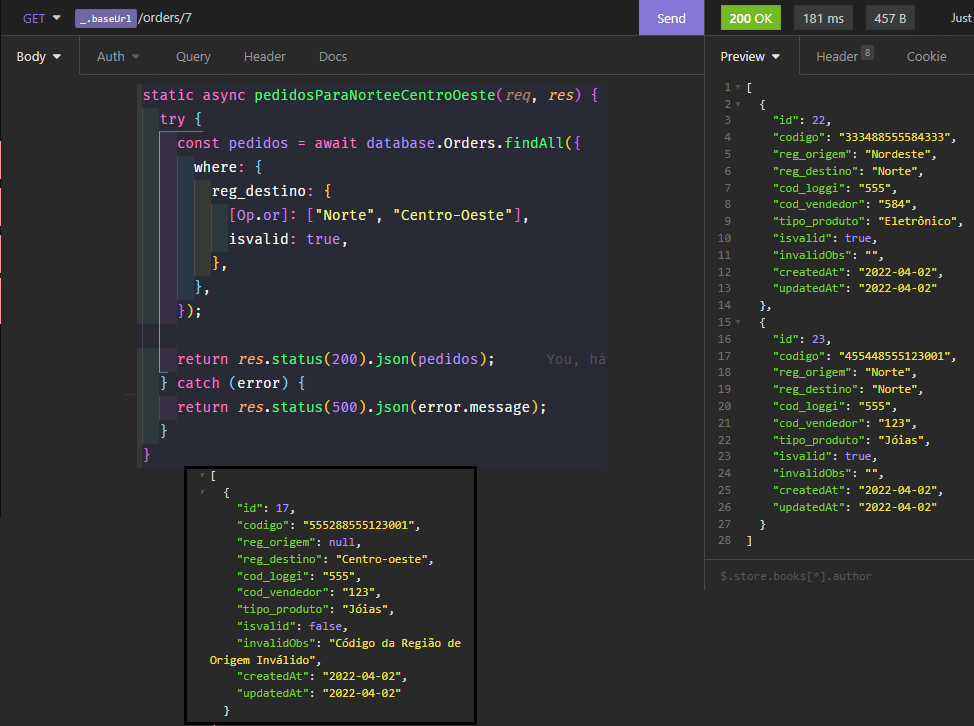 GET _.baseUrl/orders/7 Send 200 OK 181 ms 457 B Just
Body Auth Query Header Docs Preview Header 8 Cookie
static async pedidosParaNorteeCentroOeste(req, res) {
try {
const pedidos = await database.Orders.findAll({
where: {
reg_destino: {
[Op.or]: ["Norte", "Centro-Oeste"],
isvalid: true,
},
},
});
return res.status(200).json(pedidos); You, há
} catch (error) {
return res.status(500).json(error.message);
}
}
[
{
"id": 17,
"codigo": "555288555123001",
"reg_origem": null,
"reg_destino": "Centro-oeste",
"cod_loggi": "555",
"cod_vendedor": "123",
"tipo_produto": "Jóias",
"isvalid": false,
"invalidObs": "Código da Região de
Origem Inválido",
"createdAt": "2022-04-02",
"updatedAt": "2022-04-02"
}
1 [
2 {
3 "id": 22,
4 "codigo": "333488555584333",
5 "reg_origem": "Nordeste",
6 "reg_destino": "Norte",
7 "cod_loggi": "555",
8 "cod_vendedor": "584",
9 "tipo_produto": "Eletrônico",
10 "isvalid": true,
11 "invalidObs": "",
12 "createdAt": "2022-04-02",
13 "updatedAt": "2022-04-02"
14 },
15 {
16 "id": 23,
17 "codigo": "455448555123001",
18 "reg_origem": "Norte",
19 "reg_destino": "Norte",
20 "cod_loggi": "555",
21 "cod_vendedor": "123",
22 "tipo_produto": "Jóias",
23 "isvalid": true,
24 "invalidObs": "",
25 "createdAt": "2022-04-02",
26 "updatedAt": "2022-04-02"
27 }
28 ]
$.store.books[*].author